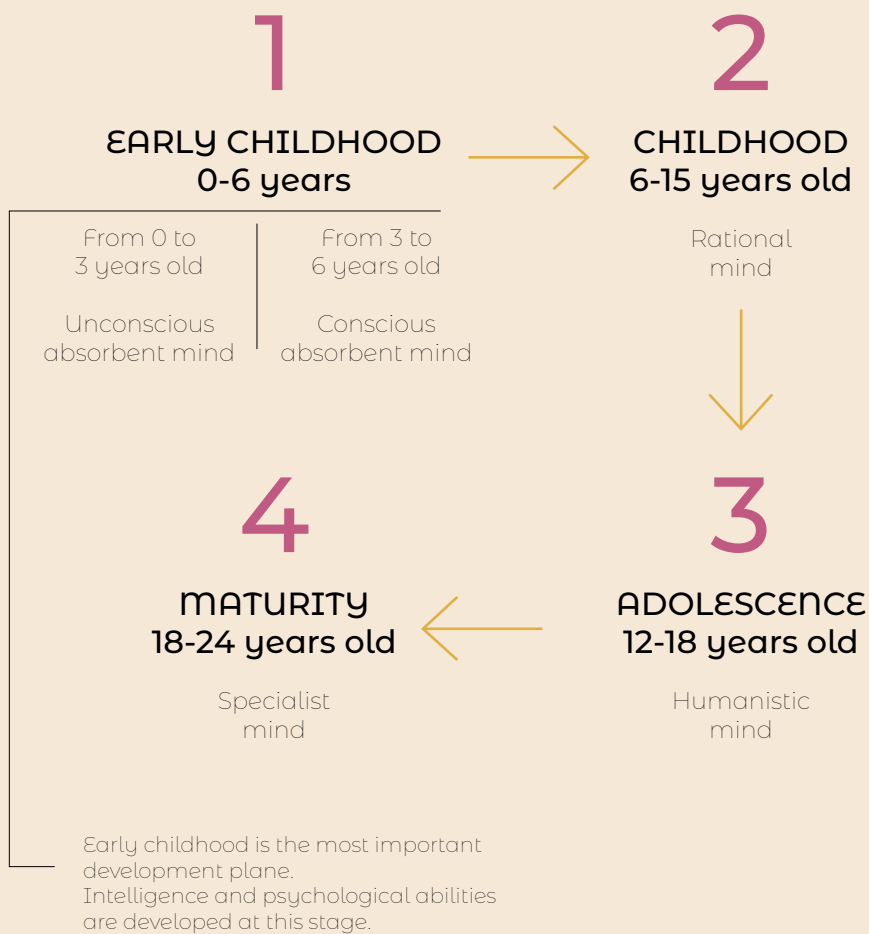 1
EARLY CHILDHOOD
0-6 years
From 0 to
3 years old
Unconscious
absorbent mind
From 3 to
6 years old
Conscious
absorbent mind
2
CHILDHOOD
6-15 years old
Rational
mind
3
ADOLESCENCE
12-18 years old
Humanistic
mind
4
MATURITY
18-24 years old
Specialist
mind
Early childhood is the most important
development plane.
Intelligence and psychological abilities
are developed at this stage.